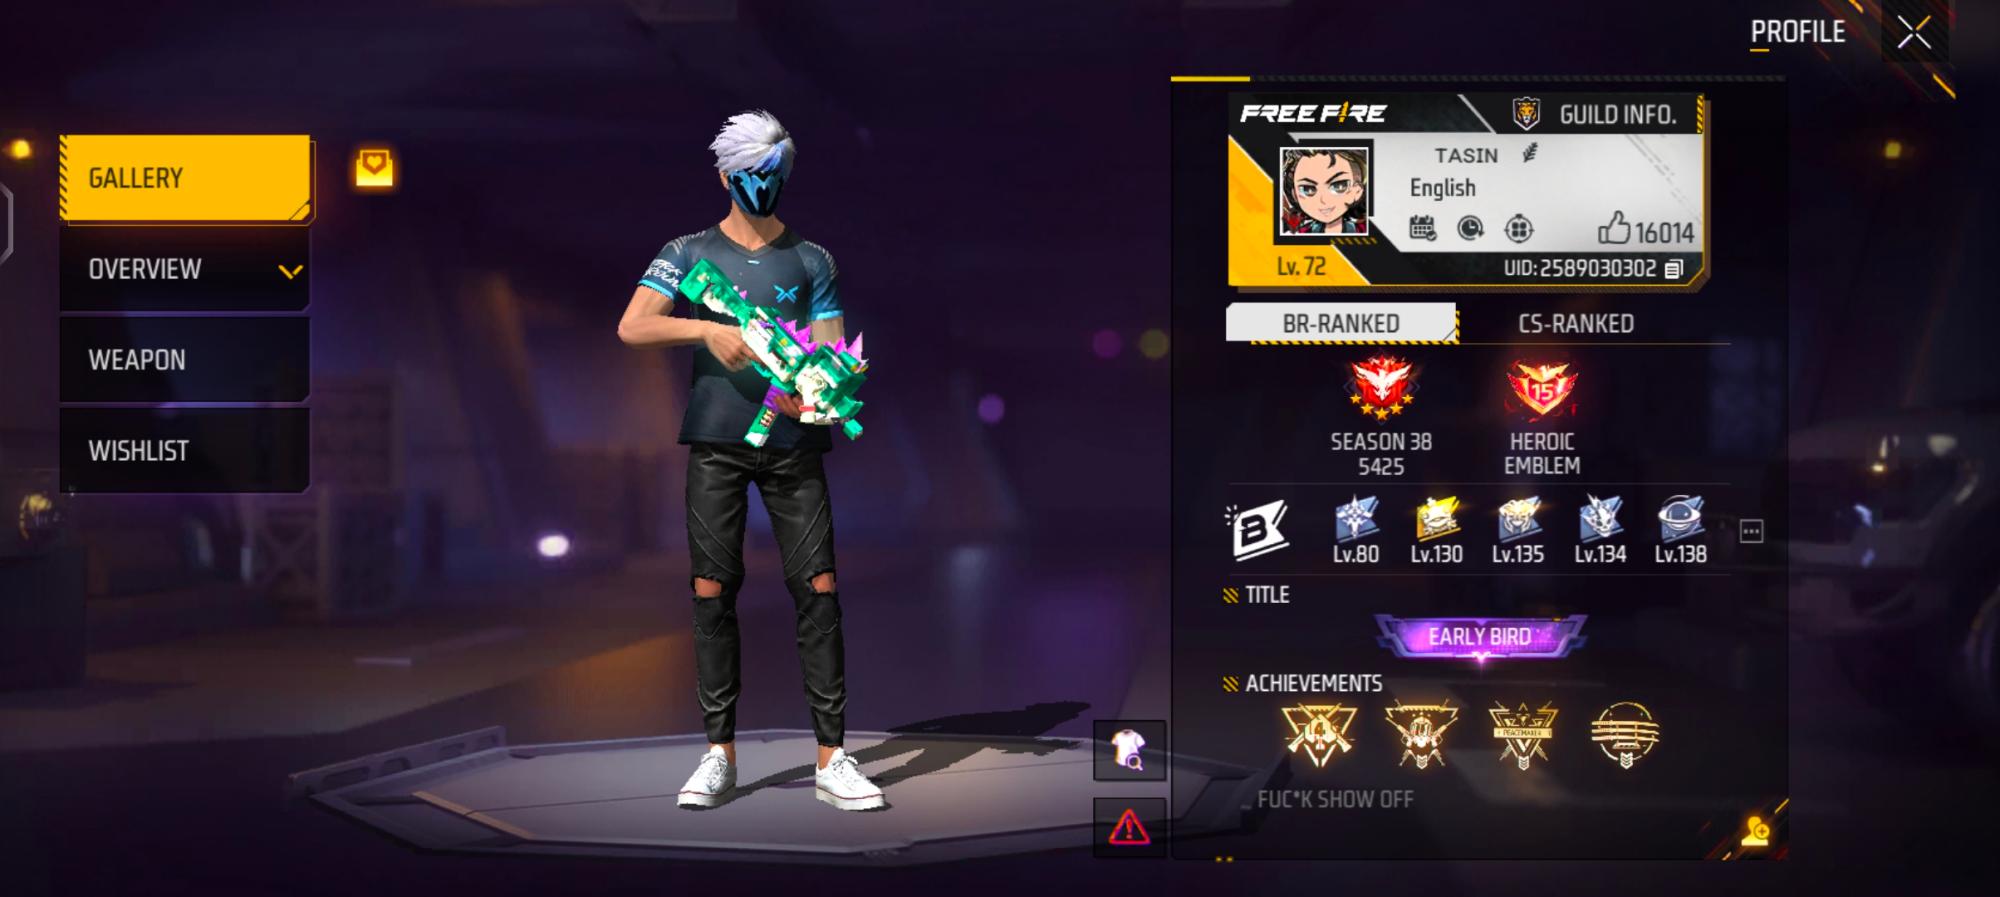 PROFILE
GALLERY
OVERVIEW
WEAPON
WISHLIST
FREE FIRE
GUILD INFO.
TASIN
English
16014
Lv. 72
UID:2589030302
BR-RANKED
CS-RANKED
15
SEASON 38
5425
HEROIC
EMBLEM
B
Lv.80
Lv.130
Lv.135
Lv.134
Lv.138
TITLE
EARLY BIRD
ACHIEVEMENTS
PEACEMAKER
FUC*K SHOW OFF